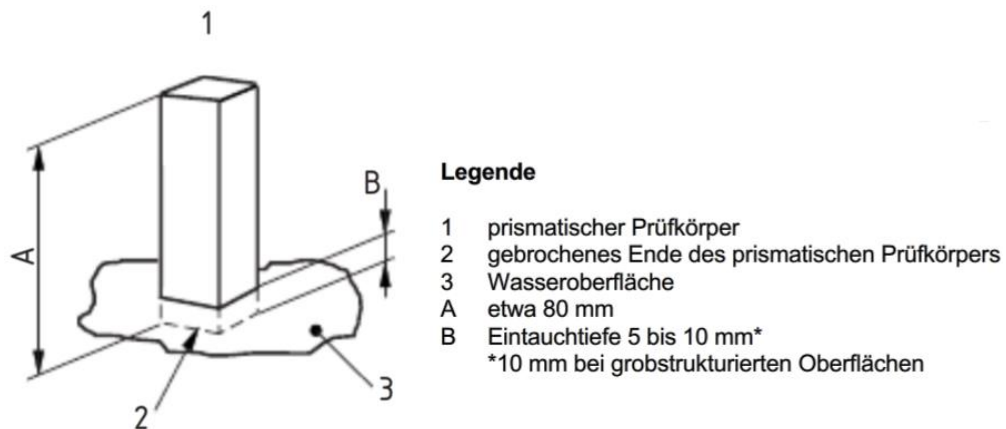 1
A
B
2
3
Legende
1 prismatischer Prüfkörper
2 gebrochenes Ende des prismatischen Prüfkörpers
3 Wasseroberfläche
A etwa 80 mm
B Eintauchtiefe 5 bis 10 mm*
*10 mm bei grobstrukturierten Oberflächen